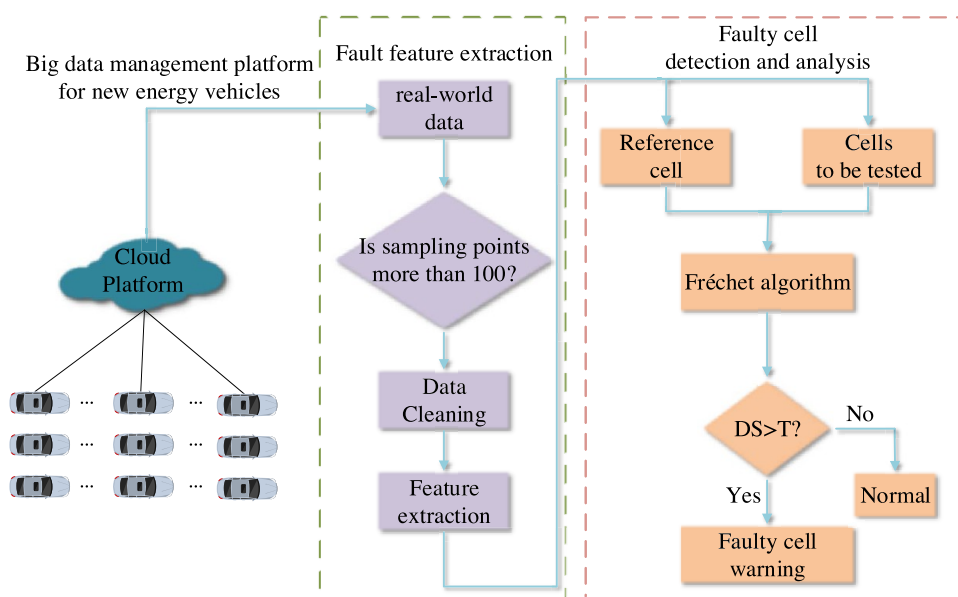 Big data management platform
for new energy vehicles
Cloud
Platform
...
...
...
...
...
...
Fault feature extraction
real-world
data
Is sampling points
more than 100?
Data
Cleaning
Feature
extraction
Faulty cell
detection and analysis
Reference
cell
Cells
to be tested
Fréchet algorithm
DS>T?
No
Yes
Normal
Faulty cell
warning